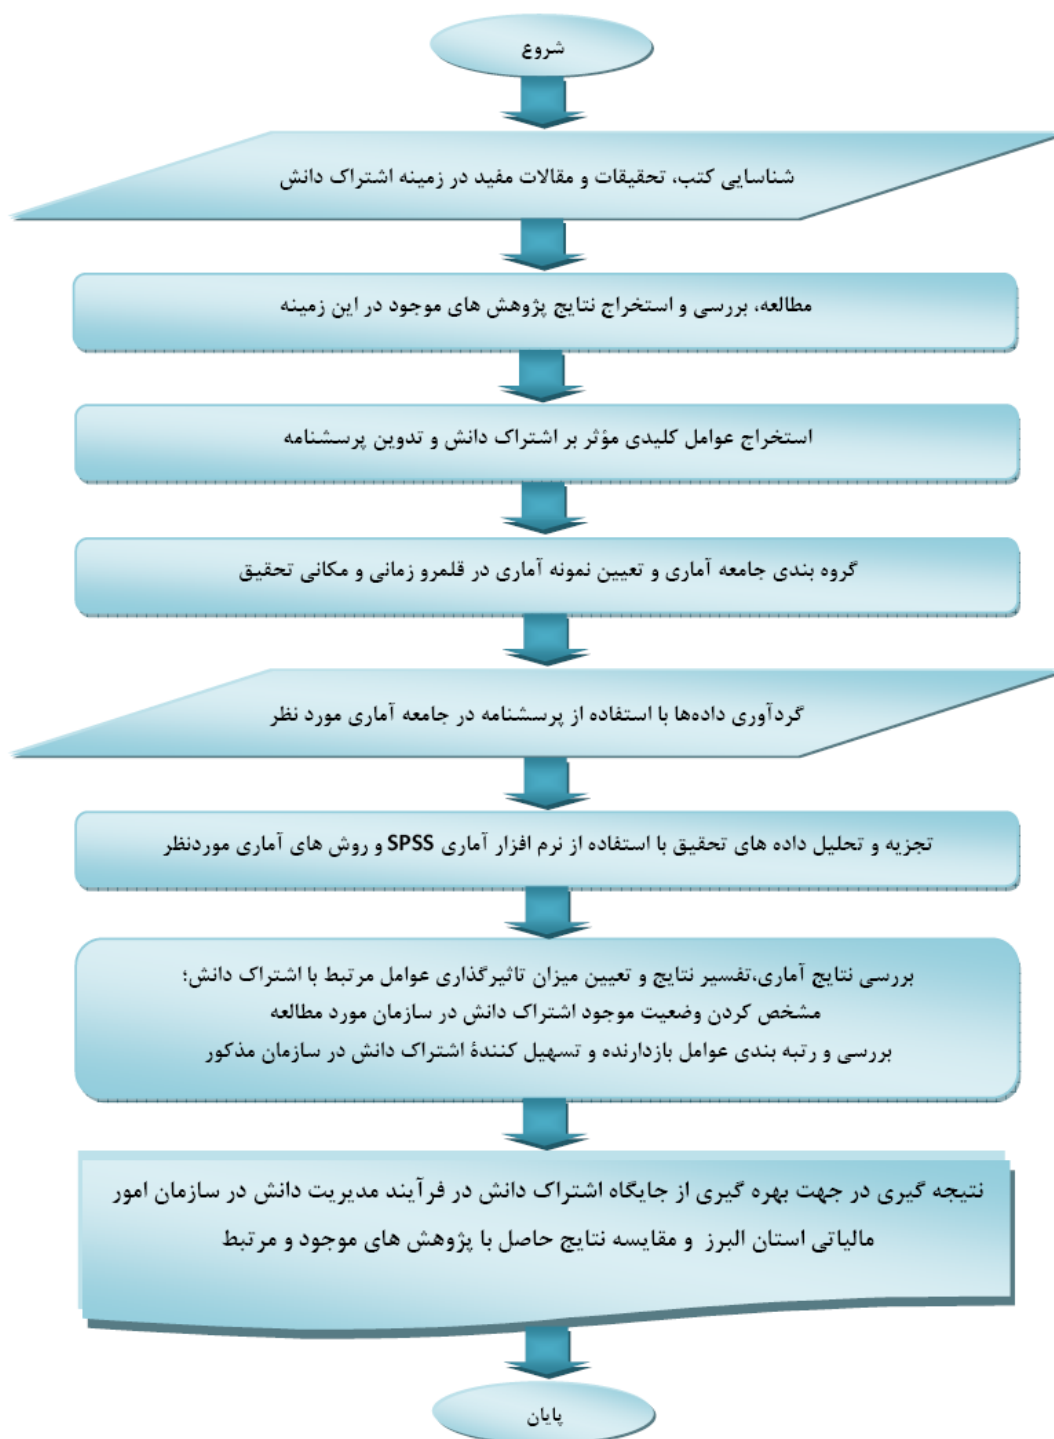 شروع
شناسایی کتب، تحقیقات و مقالات مفید در زمینه اشتراک دانش
مطالعه، بررسی و استخراج نتایج پژوهش های موجود در این زمینه
استخراج عوامل کلیدی مؤثر بر اشتراک دانش و تدوین پرسشنامه
گروه بندی جامعه آماری و تعیین نمونه آماری در قلمرو زمانی و مکانی تحقیق
گردآوری داده‌ها با استفاده از پرسشنامه در جامعه آماری مورد نظر
تجزیه و تحلیل داده های تحقیق با استفاده از نرم افزار آماری SPSS و روش های آماری موردنظر
بررسی نتایج آماری،تفسیر نتایج و تعیین میزان تاثیرگذاری عوامل مرتبط با اشتراک دانش؛
مشخص کردن وضعیت موجود اشتراک دانش در سازمان مورد مطالعه
بررسی و رتبه بندی عوامل بازدارنده و تسهیل کنندۀ اشتراک دانش در سازمان مذکور
نتیجه گیری در جهت بهره گیری از جایگاه اشتراک دانش در فرآیند مدیریت دانش در سازمان امور
مالیاتی استان البرز و مقایسه نتایج حاصل با پژوهش های موجود و مرتبط
پایان